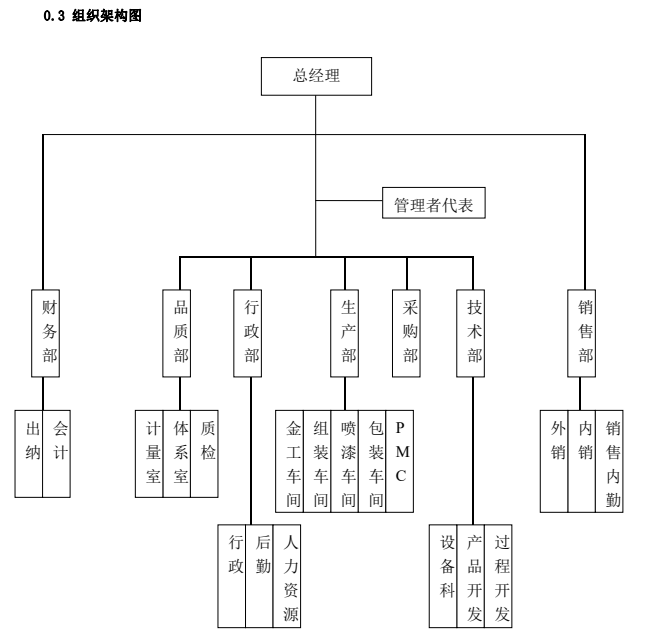 0.3 组织架构图
总经理
管理者代表
财务部
品质部
行政部
生产部
采购部
技术部
销售部
出纳
会计
计量室
体系室
质检
金工车间
组装车间
喷漆车间
包装车间
PMC
外销
内销
销售内勤
行政
后勤
人力资源
设备科
产品开发
过程开发